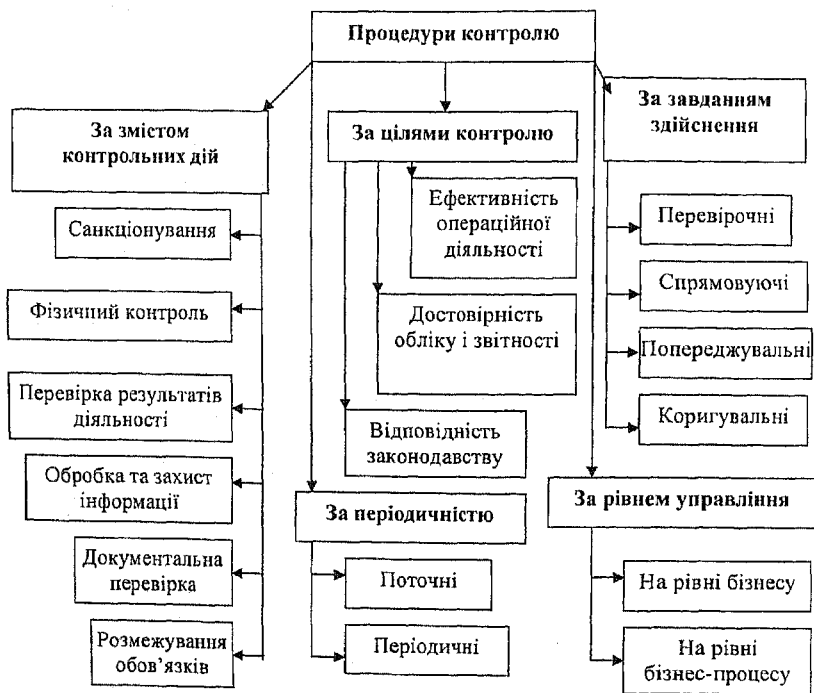 Процедури контролю
За змістом
контрольних дій
Санкціонування
Фізичний контроль
Перевірка результатів
діяльності
Обробка та захист
інформації
Документальна
перевірка
Розмежування
обов'язків
За цілями контролю
Ефективність
операційної
діяльності
Достовірність
обліку і звітності
Відповідність
законодавству
За періодичністю
Поточні
Періодичні
За завданням
здійснення
Перевірочні
Спрямовуючі
Попереджувальні
Коригувальні
За рівнем управління
На рівні бізнесу
На рівні
бізнес-процесу